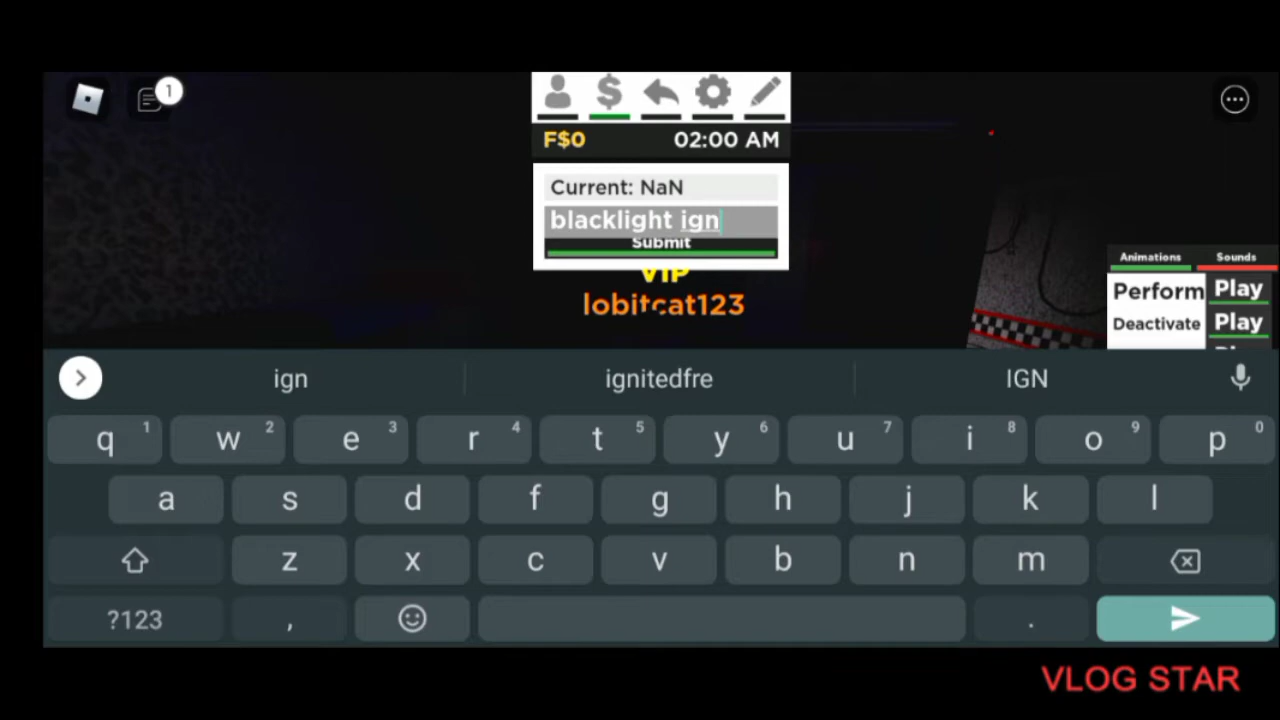 1
F$0 02:00 AM
Current: NaN
blacklight ign
Submit
VIP
lobitcat123
Animations Sounds
Perform Play
Deactivate Play
ign ignitedfre IGN
q 1 w 2 e 3 r 4 t 5 y 6 u 7 i 8 o 9 p 0
a s d f g h j k l
z x c v b n m
?123 , .
VLOG STAR